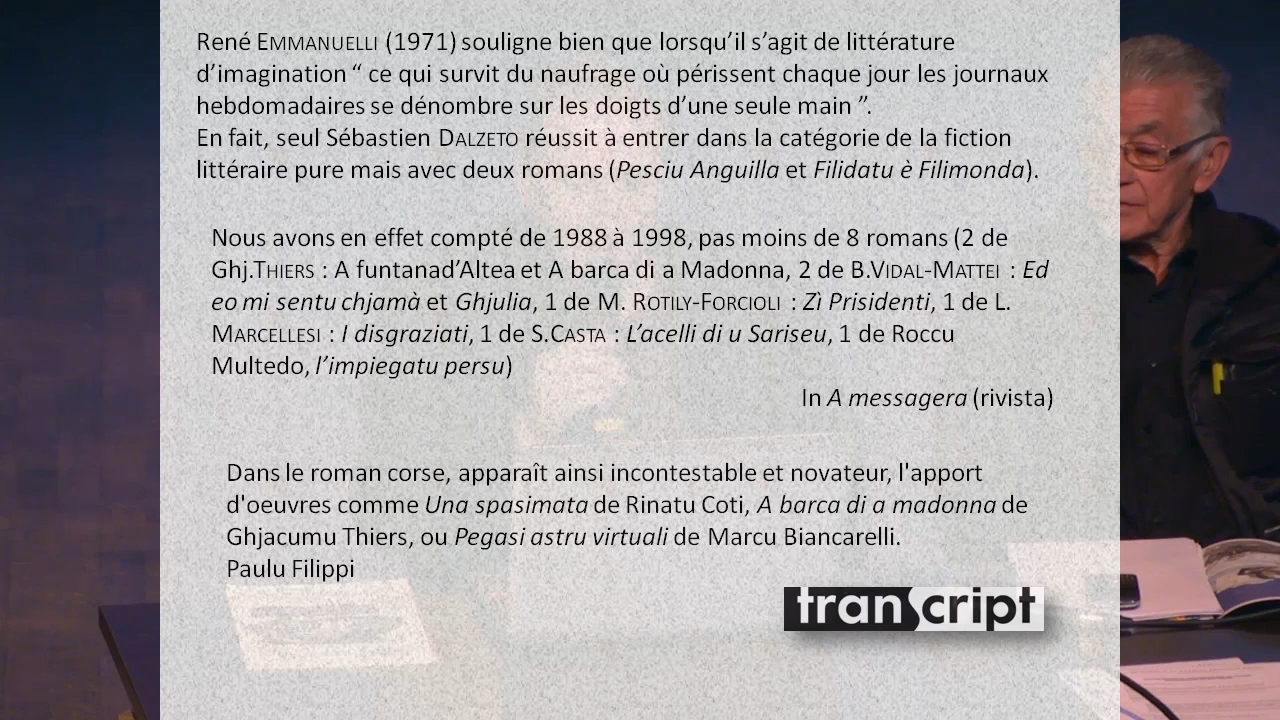 René EMMANUELLI (1971) souligne bien que lorsqu’il s’agit de littérature
d’imagination “ ce qui survit du naufrage où périssent chaque jour les journaux
hebdomadaires se dénombre sur les doigts d’une seule main ”.
En fait, seul Sébastien DALZETO réussit à entrer dans la catégorie de la fiction
littéraire pure mais avec deux romans (Pesciu Anguilla et Filidatu è Filimonda).
Nous avons en effet compté de 1988 à 1998, pas moins de 8 romans (2 de
Ghj.THIERS : A funtanad’Altea et A barca di a Madonna, 2 de B.VIDAL-MATTEI : Ed
eo mi sentu chjamà et Ghjulia, 1 de M. ROTILY-FORCIOLI : Zì Prisidenti, 1 de L.
MARCELLESI : I disgraziati, 1 de S.CASTA : L’acelli di u Sariseu, 1 de Roccu
Multedo, l’impiegatu persu)
In A messagera (rivista)
Dans le roman corse, apparaît ainsi incontestable et novateur, l'apport
d'oeuvres comme Una spasimata de Rinatu Coti, A barca di a madonna de
Ghjacumu Thiers, ou Pegasi astru virtuali de Marcu Biancarelli.
Paulu Filippi
transcript